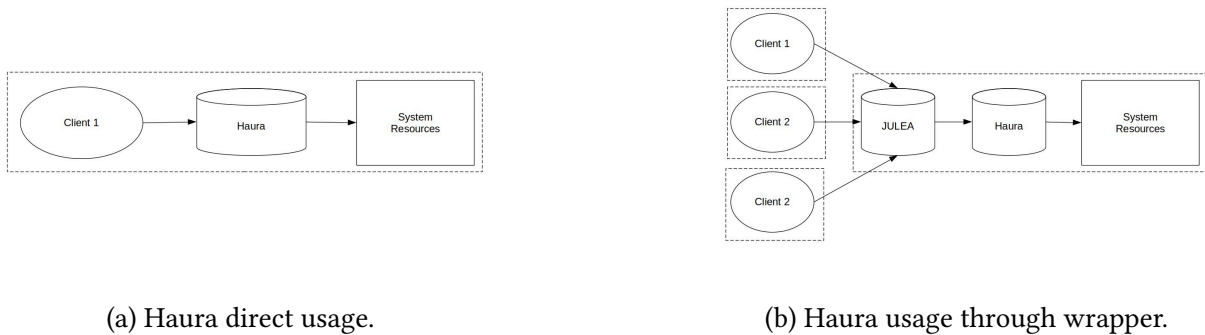 Client 1
Haura
System
Resources
(a) Haura direct usage.
Client 1
Client 2
Client 2
JULEA
Haura
System
Resources
(b) Haura usage through wrapper.